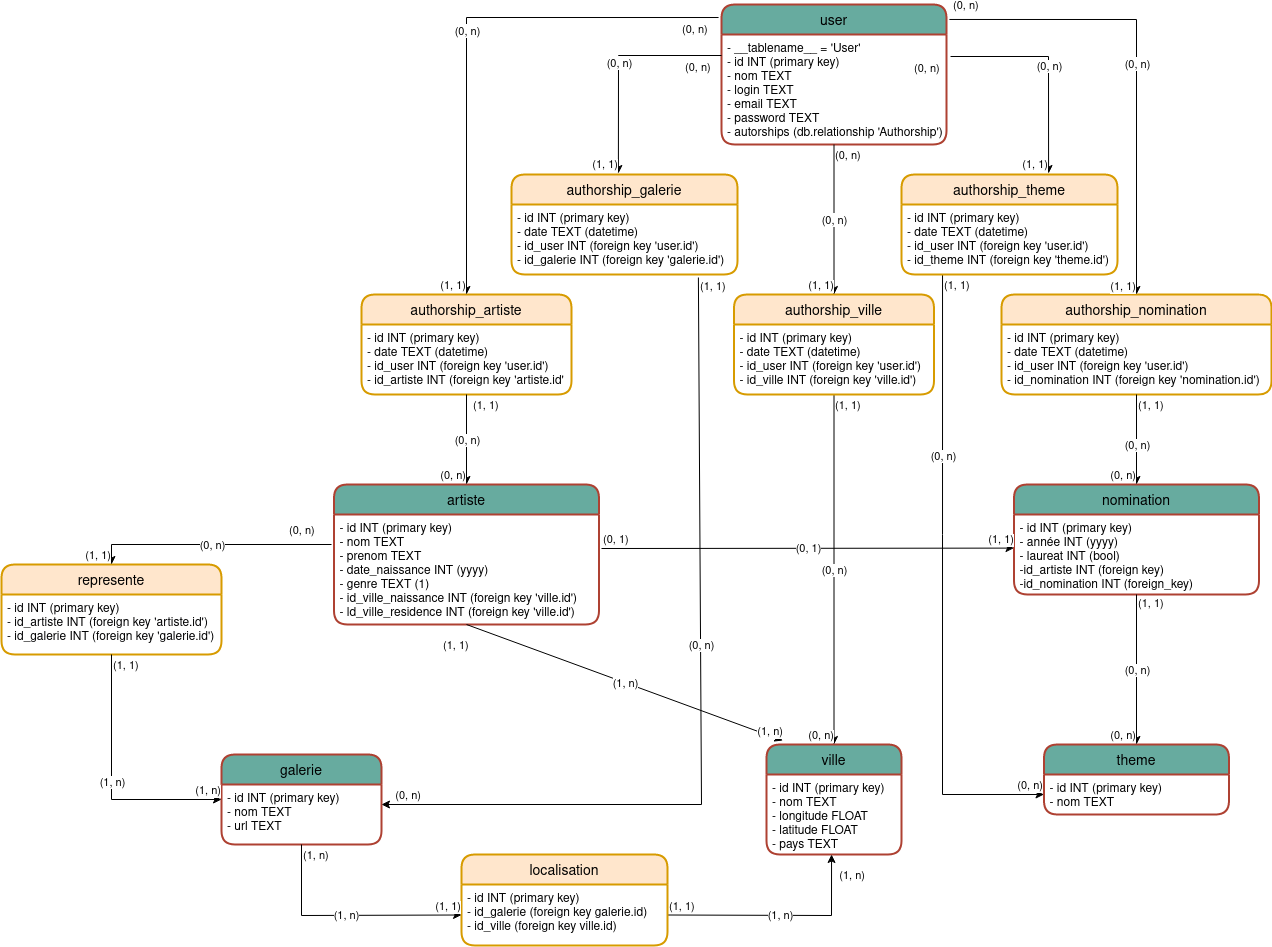 user
- __tablename__ = 'User'
- id INT (primary key)
- nom TEXT
- login TEXT
- email TEXT
- password TEXT
- autorships (db.relationship 'Authorship')
(0, n)
(0, n)
(0, n)
(0, n)
(0, n)
(0, n)
(0, n)
(0, n)
(0, n)
(0, n)
(1, 1)
(1, 1)
authorship_galerie
- id INT (primary key)
- date TEXT (datetime)
- id_user INT (foreign key 'user.id')
- id_galerie INT (foreign key 'galerie.id')
authorship_theme
- id INT (primary key)
- date TEXT (datetime)
- id_user INT (foreign key 'user.id')
- id_theme INT (foreign key 'theme.id')
(1, 1)
(1, 1)
(1, 1)
(1, 1)
(1, 1)
authorship_artiste
- id INT (primary key)
- date TEXT (datetime)
- id_user INT (foreign key 'user.id')
- id_artiste INT (foreign key 'artiste.id'
authorship_ville
- id INT (primary key)
- date TEXT (datetime)
- id_user INT (foreign key 'user.id')
- id_ville INT (foreign key 'ville.id')
authorship_nomination
- id INT (primary key)
- date TEXT (datetime)
- id_user INT (foreign key 'user.id')
- id_nomination INT (foreign key 'nomination.id')
(1, 1)
(1, 1)
(1, 1)
(0, n)
(0, n)
(0, n)
(0, n)
(0, n)
artiste
- id INT (primary key)
- nom TEXT
- prenom TEXT
- date_naissance INT (yyyy)
- genre TEXT (1)
- id_ville_naissance INT (foreign key 'ville.id')
- ld_ville_residence INT (foreign key 'ville.id')
nomination
- id INT (primary key)
- année INT (yyyy)
- laureat INT (bool)
-id_artiste INT (foreign key)
-id_nomination INT (foreign_key)
(0, n)
(0, n)
(1, 1)
(0, 1)
(0, 1)
(1, 1)
(0, n)
represente
- id INT (primary key)
- id_artiste INT (foreign key 'artiste.id')
- id_galerie INT (foreign key 'galerie.id')
(1, 1)
(1, 1)
(0, n)
(1, 1)
(0, n)
(1, n)
(1, n)
(0, n)
(0, n)
(1, n)
(1, n)
(0, n)
(0, n)
galerie
- id INT (primary key)
- nom TEXT
- url TEXT
ville
- id INT (primary key)
- nom TEXT
- longitude FLOAT
- latitude FLOAT
- pays TEXT
theme
- id INT (primary key)
- nom TEXT
(1, n)
(1, n)
(1, n)
(1, 1)
(1, 1)
(1, n)
localisation
- id INT (primary key)
- id_galerie (foreign key galerie.id)
- id_ville (foreign key ville.id)